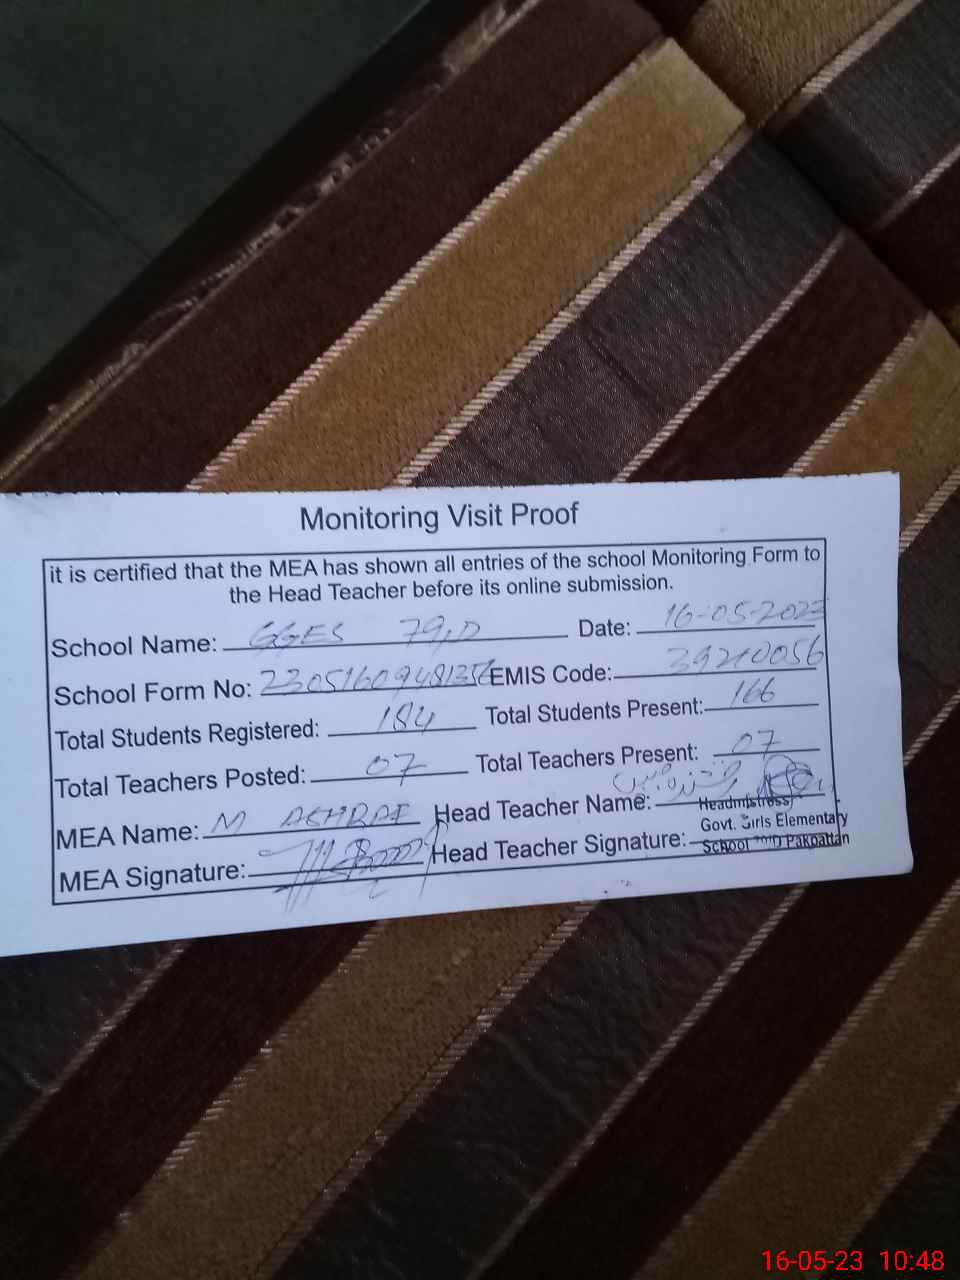 Monitoring Visit Proof
it is certified that the MEA has shown all entries of the school Monitoring Form to
the Head Teacher before its online submission.
School Name: GGES 79/D Date: 16-05-2023
School Form No: EMIS Code: 39210056
Total Students Registered: 184 Total Students Present: 166
Total Teachers Posted: 07 Total Teachers Present: 07
MEA Name: M ASHRAF Head Teacher Name:
Headmistress
Govt. Girls Elementary
MEA Signature: Head Teacher Signature:
School Pakpattan
16-05-23 10:48